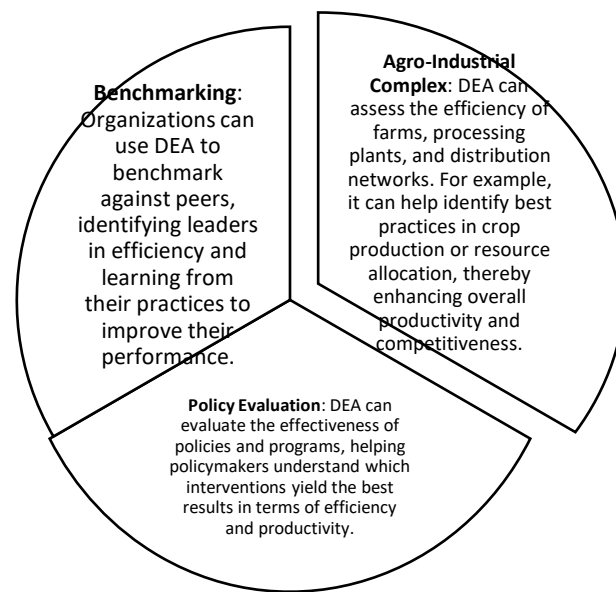 Benchmarking:
Organizations can
use DEA to
benchmark
against peers,
identifying leaders
in efficiency and
learning from
their practices to
improve their
performance.
Agro-Industrial
Complex: DEA can
assess the efficiency of
farms, processing
plants, and distribution
networks. For example,
it can help identify best
practices in crop
production or resource
allocation, thereby
enhancing overall
productivity and
competitiveness.
Policy Evaluation: DEA can
evaluate the effectiveness of
policies and programs, helping
policymakers understand which
interventions yield the best
results in terms of efficiency
and productivity.